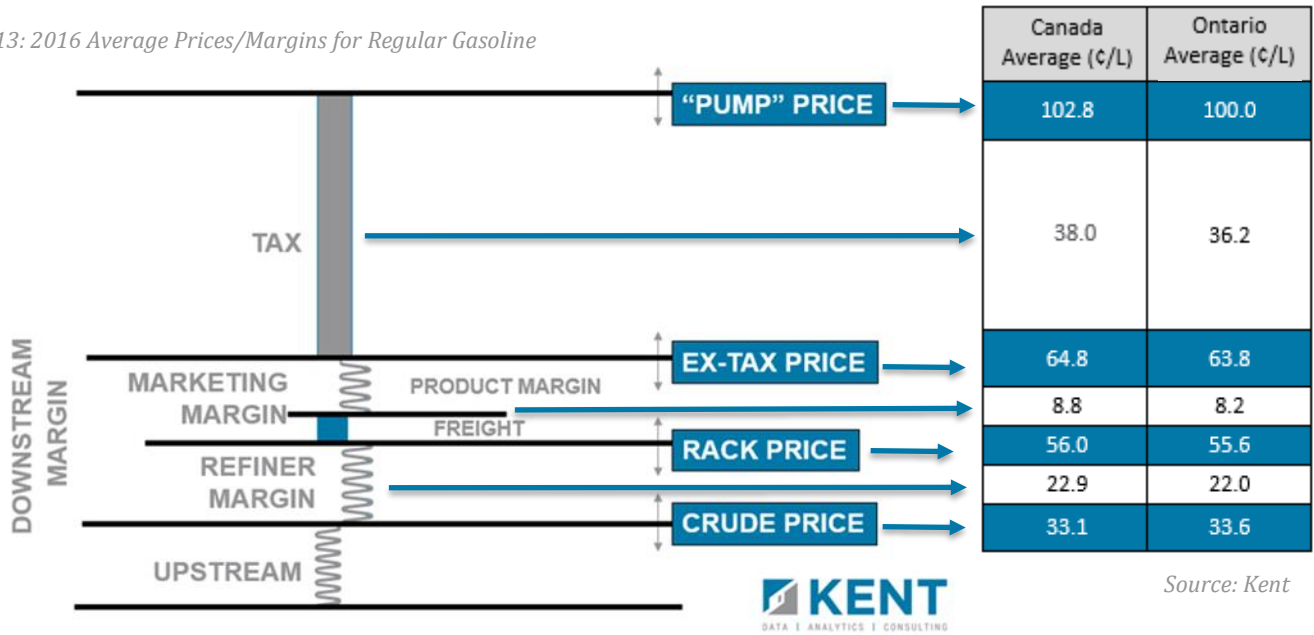 13: 2016 Average Prices/Margins for Regular Gasoline
Canada Average (¢/L)
Ontario Average (¢/L)
“PUMP” PRICE
102.8
100.0
TAX
38.0
36.2
EX-TAX PRICE
64.8
63.8
DOWNSTREAM
MARGIN
MARKETING
MARGIN
PRODUCT MARGIN
8.8
8.2
FREIGHT
RACK PRICE
56.0
55.6
REFINER
MARGIN
22.9
22.0
CRUDE PRICE
33.1
33.6
UPSTREAM
KENT
DATA | ANALYTICS | CONSULTING
Source: Kent